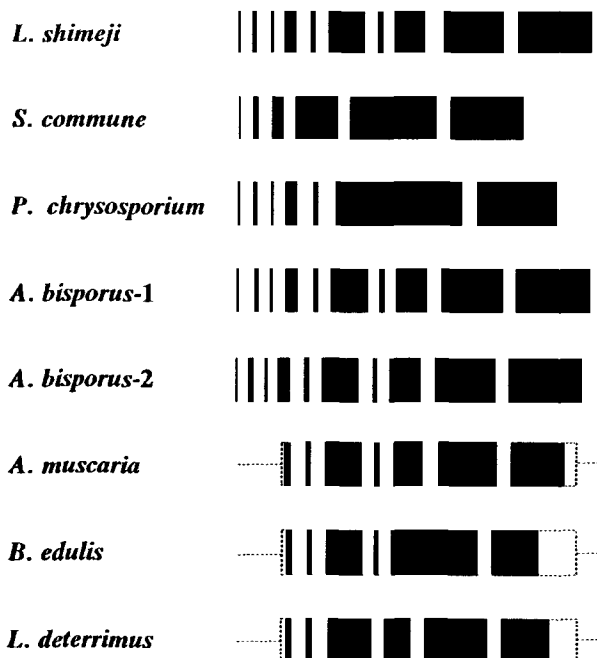 L. shimeji
S. commune
P. chrysosporium
A. bisporus-1
A. bisporus-2
A. muscaria
B. edulis
L. deterrimus